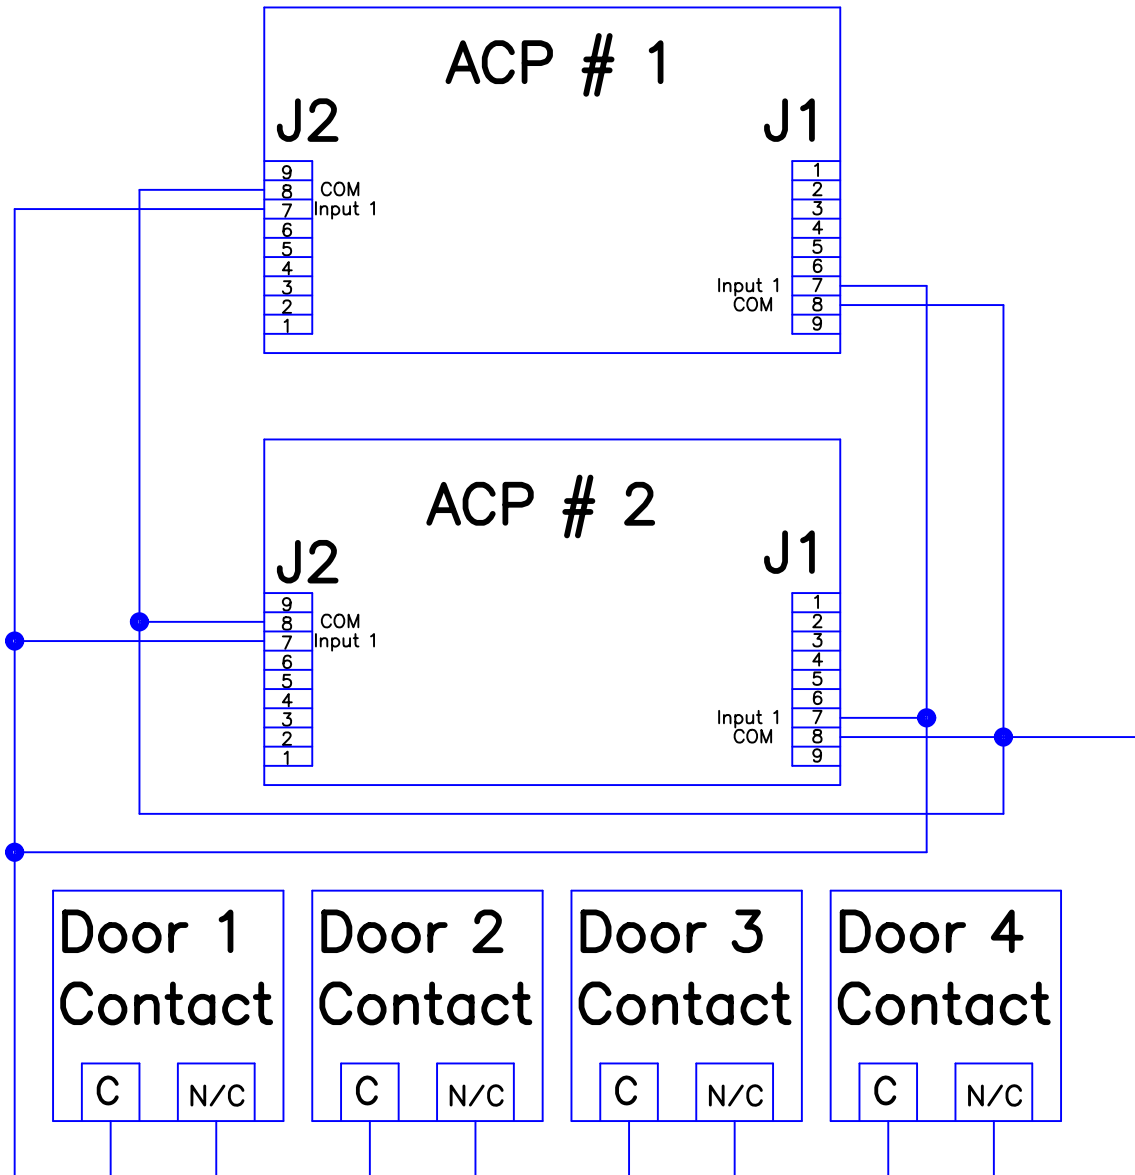 ACP # 1
J2
J1
9
8 COM
7 Input 1
6
5
4
3
2
1
1
2
3
4
5
6
Input 1 7
COM 8
9
ACP # 2
J2
J1
9
8 COM
7 Input 1
6
5
4
3
2
1
1
2
3
4
5
6
Input 1 7
COM 8
9
Door 1
Contact
C N/C
Door 2
Contact
C N/C
Door 3
Contact
C N/C
Door 4
Contact
C N/C